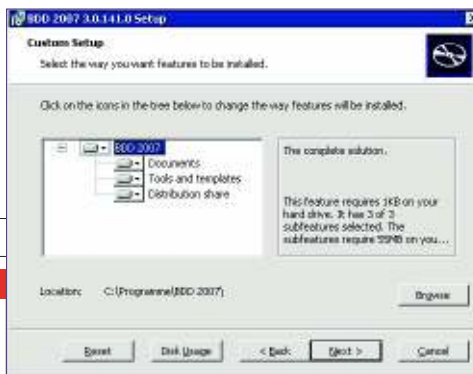 BDD 2007 3.0.141.0 Setup
Custom Setup
Select the way you want features to be installed.
Click on the icons in the tree below to change the way features will be installed.
BDD 2007
Documents
Tools and templates
Distribution share
The complete solution.
This feature requires 1KB on your
hard drive. It has 3 of 3
subfeatures selected. The
subfeatures require 55MB on you...
Location: C:\Programme\BDD 2007\
Browse
Reset
Disk Usage
< Back
Next >
Cancel